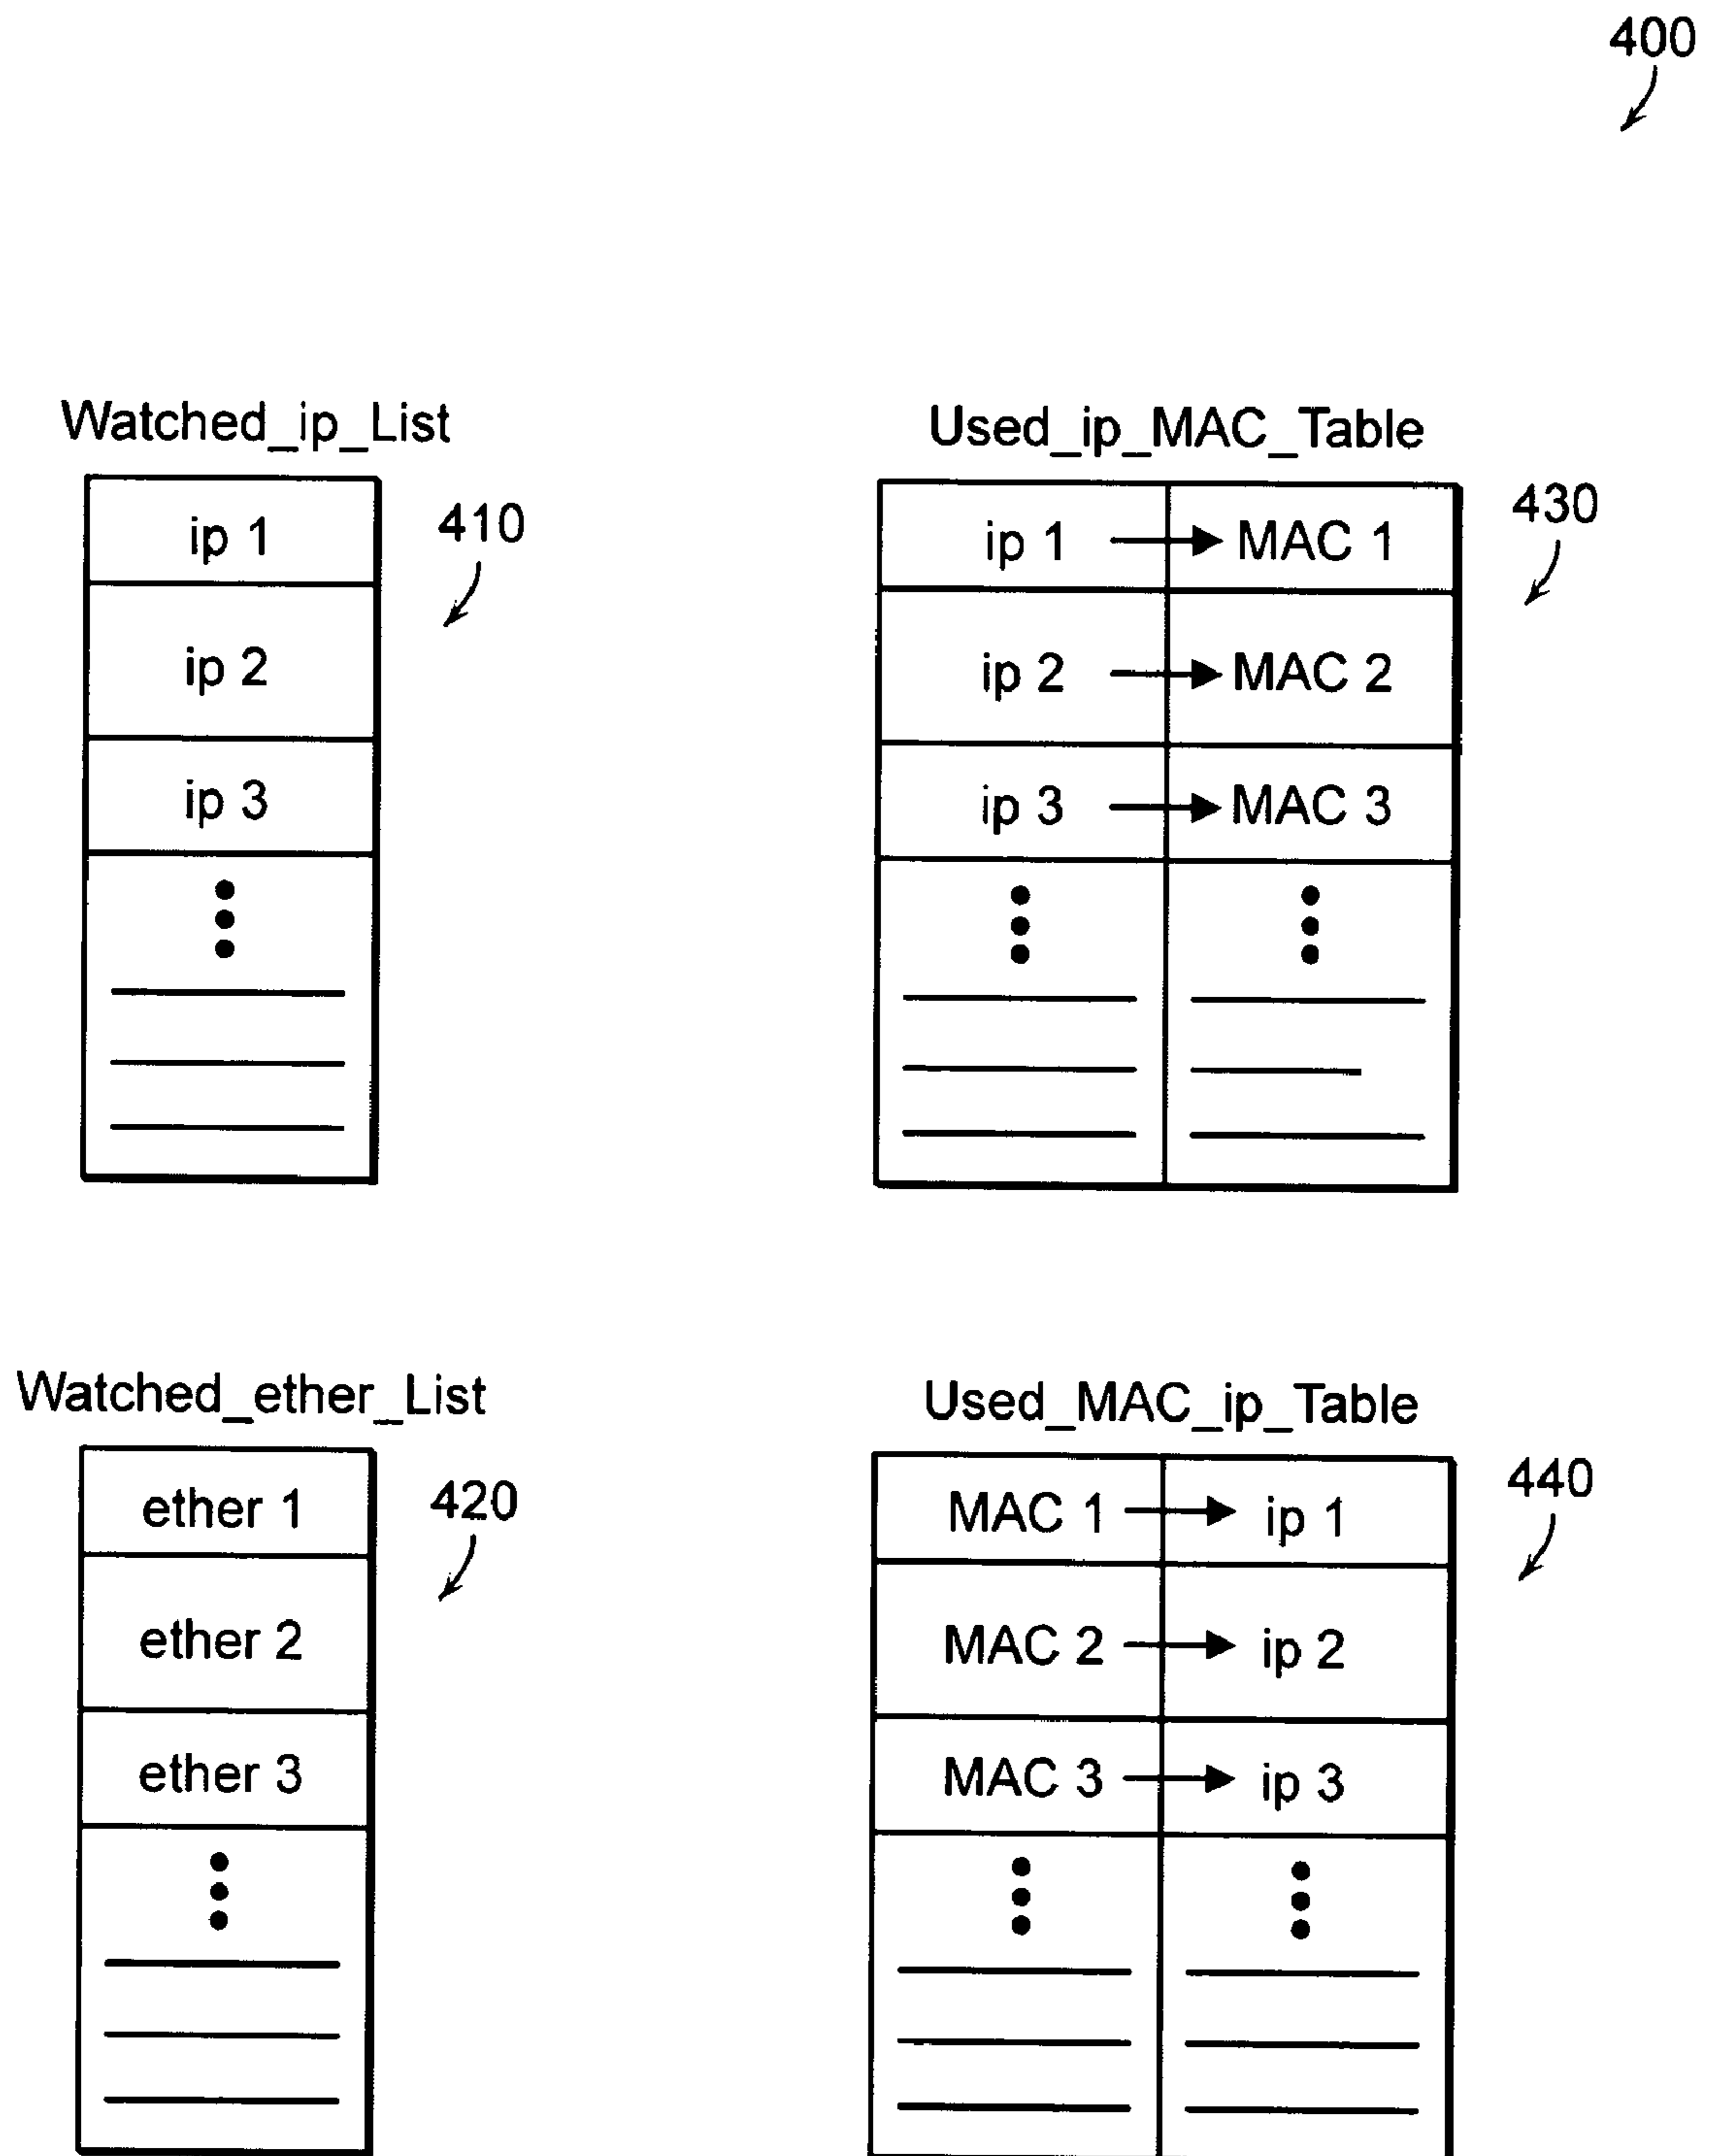 400
Watched_ip_List
ip 1
410
ip 2
ip 3
Used_ip_MAC_Table
ip 1 MAC 1
430
ip 2 MAC 2
ip 3 MAC 3
Watched_ether_List
ether 1
420
ether 2
ether 3
Used_MAC_ip_Table
MAC 1 ip 1
440
MAC 2 ip 2
MAC 3 ip 3